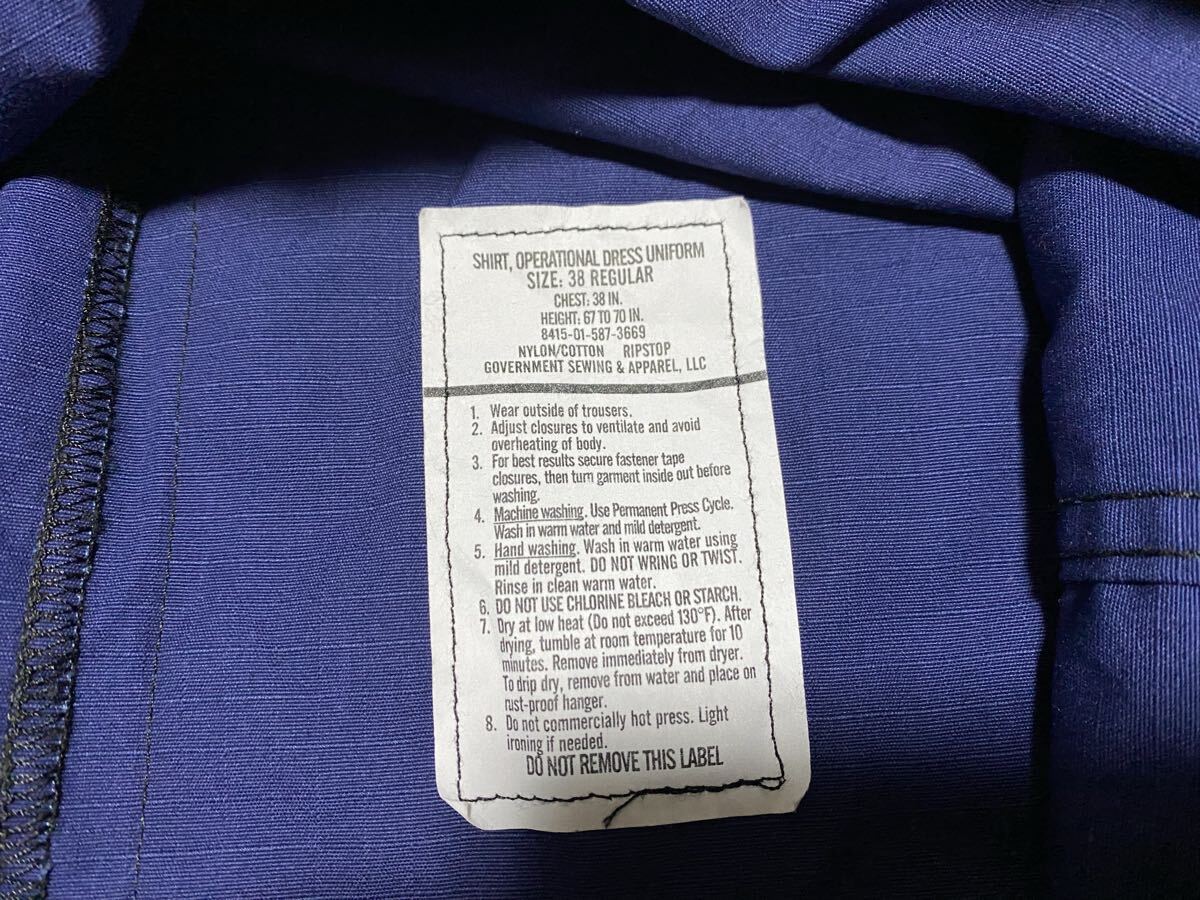 SHIRT, OPERATIONAL DRESS UNIFORM
SIZE: 38 REGULAR
CHEST: 38 IN.
HEIGHT: 67 TO 70 IN.
8415-01-587-3669
NYLON/COTTON RIPSTOP
GOVERNMENT SEWING & APPAREL, LLC
1. Wear outside of trousers.
2. Adjust closures to ventilate and avoid
overheating of body.
3. For best results secure fastener tape
closures, then turn garment inside out before
washing.
4. Machine washing. Use Permanent Press Cycle.
Wash in warm water and mild detergent.
5. Hand washing. Wash in warm water using
mild detergent. DO NOT WRING OR TWIST.
Rinse in clean warm water.
6. DO NOT USE CHLORINE BLEACH OR STARCH.
7. Dry at low heat (Do not exceed 130°F). After
drying, tumble at room temperature for 10
minutes. Remove immediately from dryer.
To drip dry, remove from water and place on
rust-proof hanger.
8. Do not commercially hot press. Light
ironing if needed.
DO NOT REMOVE THIS LABEL